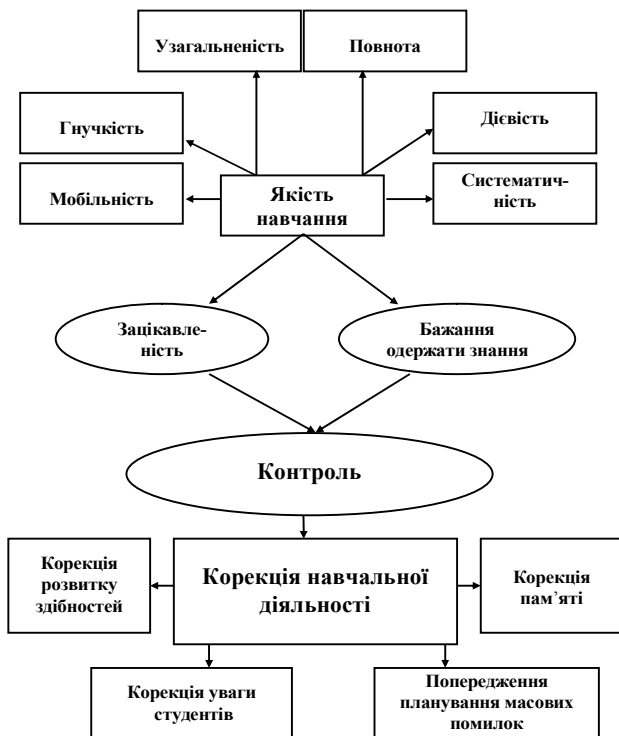 Узагальненість
Повнота
Гнучкість
Дієвість
Мобільність
Якість
навчання
Систематич-
ність
Зацікавле-
ність
Бажання
одержати знання
Контроль
Корекція
розвитку
здібностей
Корекція навчальної
діяльності
Корекція
пам’яті
Корекція уваги
студентів
Попередження
планування масових
помилок